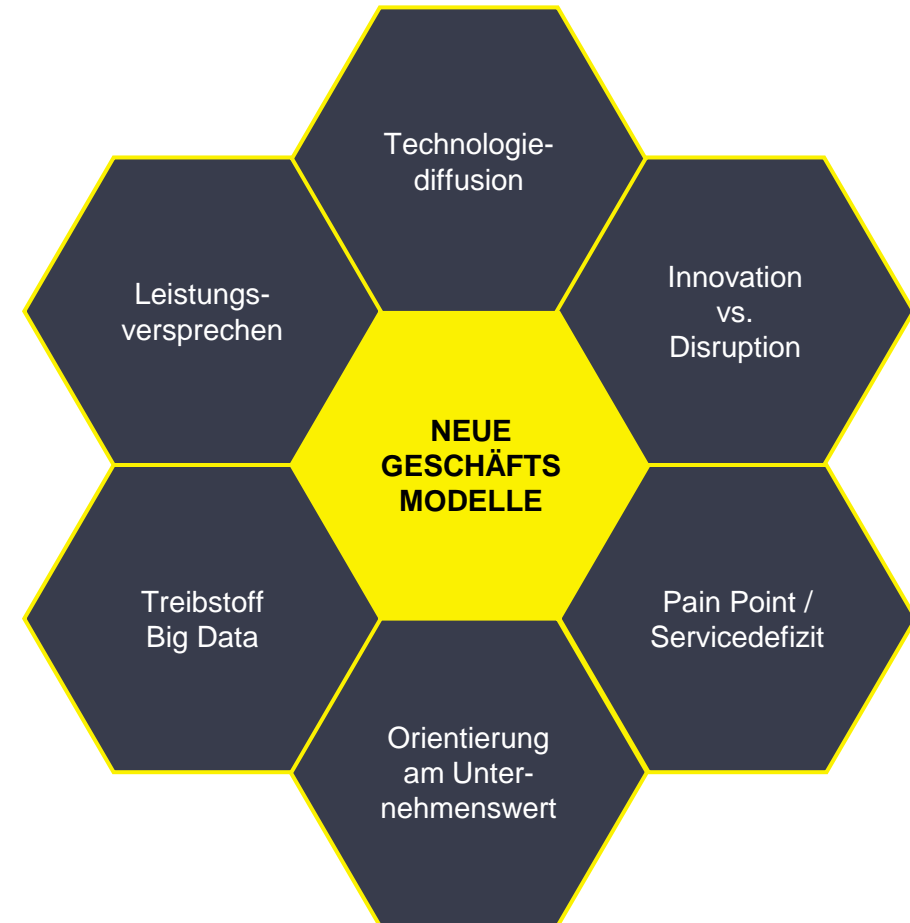 Technologie-
diffusion
Innovation
vs.
Disruption
Leistungs-
versprechen
NEUE
GESCHÄFTS
MODELLE
Treibstoff
Big Data
Pain Point /
Servicedefizit
Orientierung
am Unter-
nehmenswert